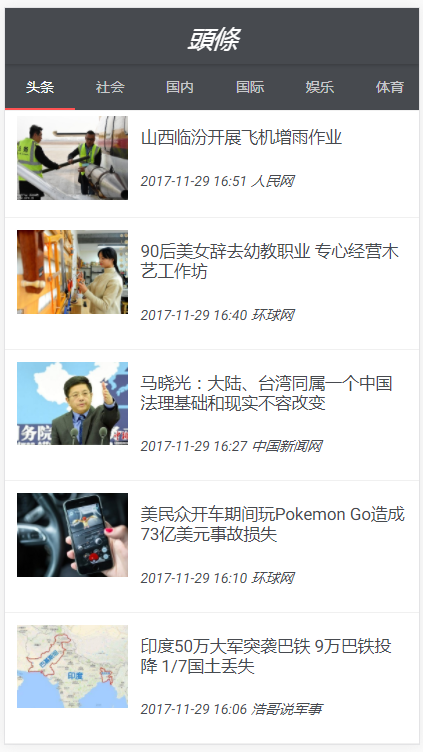 頭條
头条 社会 国内 国际 娱乐 体育
山西临汾开展飞机增雨作业
2017-11-29 16:51 人民网
90后美女辞去幼教职业 专心经营木
艺工作坊
2017-11-29 16:40 环球网
马晓光：大陆、台湾同属一个中国
法理基础和现实不容改变
2017-11-29 16:27 中国新闻网
务院
美民众开车期间玩Pokemon Go造成
73亿美元事故损失
2017-11-29 16:10 环球网
印度50万大军突袭巴铁 9万巴铁投
降 1/7国土丢失
2017-11-29 16:06 浩哥说军事
印度